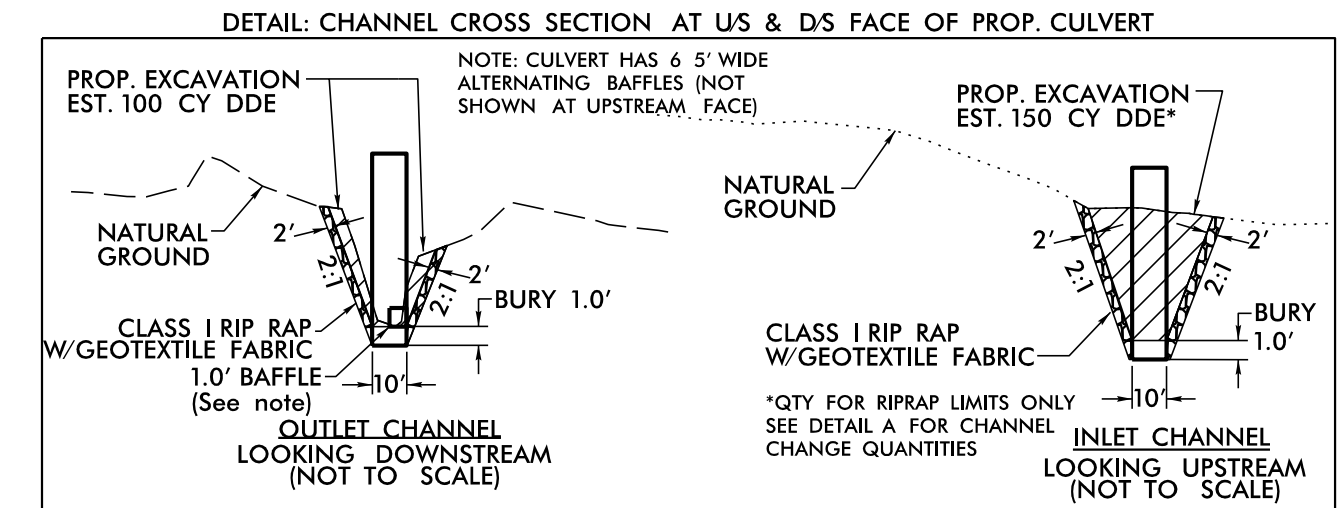 DETAIL: CHANNEL CROSS SECTION AT U/S & D/S FACE OF PROP. CULVERT
NOTE: CULVERT HAS 6 5' WIDE
ALTERNATING BAFFLES (NOT
SHOWN AT UPSTREAM FACE)
PROP. EXCAVATION
EST. 100 CY DDE
NATURAL
GROUND
2'
2:1
2'
2:1
BURY 1.0'
CLASS I RIP RAP
W/GEOTEXTILE FABRIC
1.0' BAFFLE
(See note)
10'
OUTLET CHANNEL
LOOKING DOWNSTREAM
(NOT TO SCALE)
PROP. EXCAVATION
EST. 150 CY DDE*
NATURAL
GROUND
2'
2:1
2'
2:1
BURY
1.0'
CLASS I RIP RAP
W/GEOTEXTILE FABRIC
10'
*QTY FOR RIPRAP LIMITS ONLY
SEE DETAIL A FOR CHANNEL
CHANGE QUANTITIES
INLET CHANNEL
LOOKING UPSTREAM
(NOT TO SCALE)